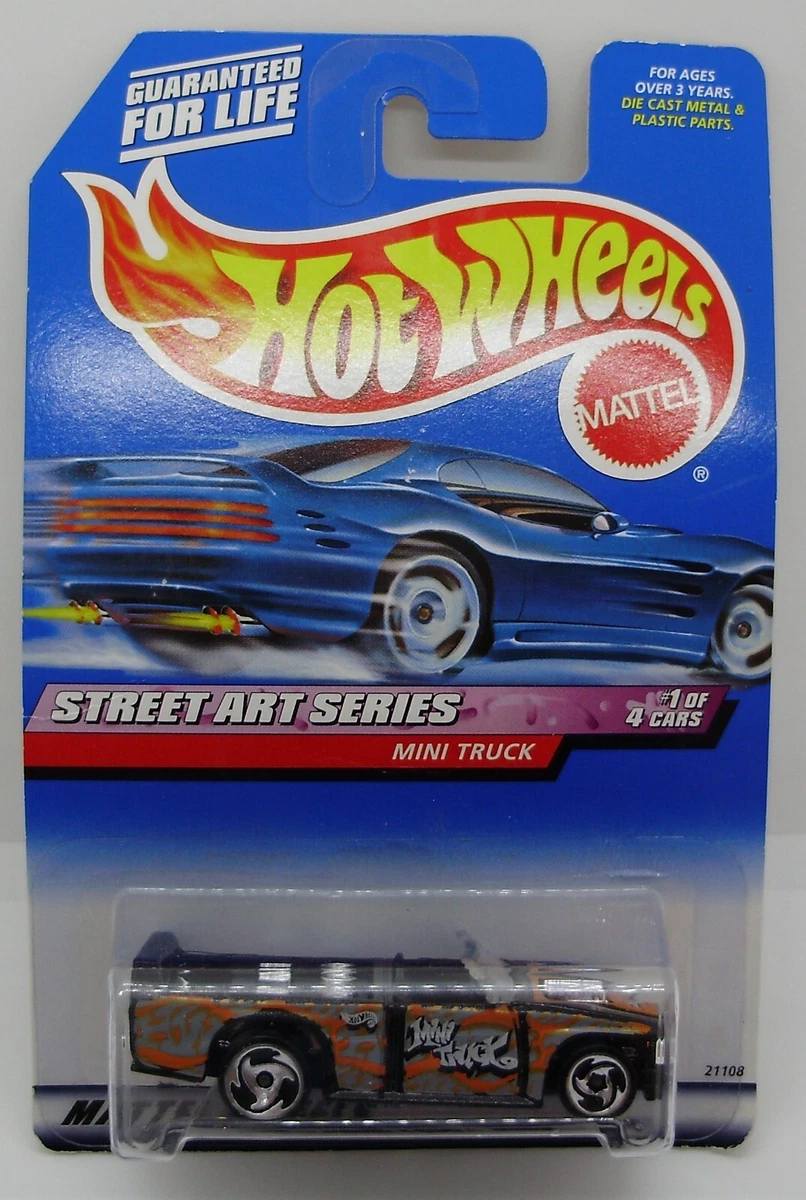 GUARANTEED
FOR LIFE
FOR AGES
OVER 3 YEARS.
DIE CAST METAL &
PLASTIC PARTS.
HOT WHEELS
MATTEL
®
STREET ART SERIES
#1 OF
4 CARS
MINI TRUCK
MINI
TRUCK
21108